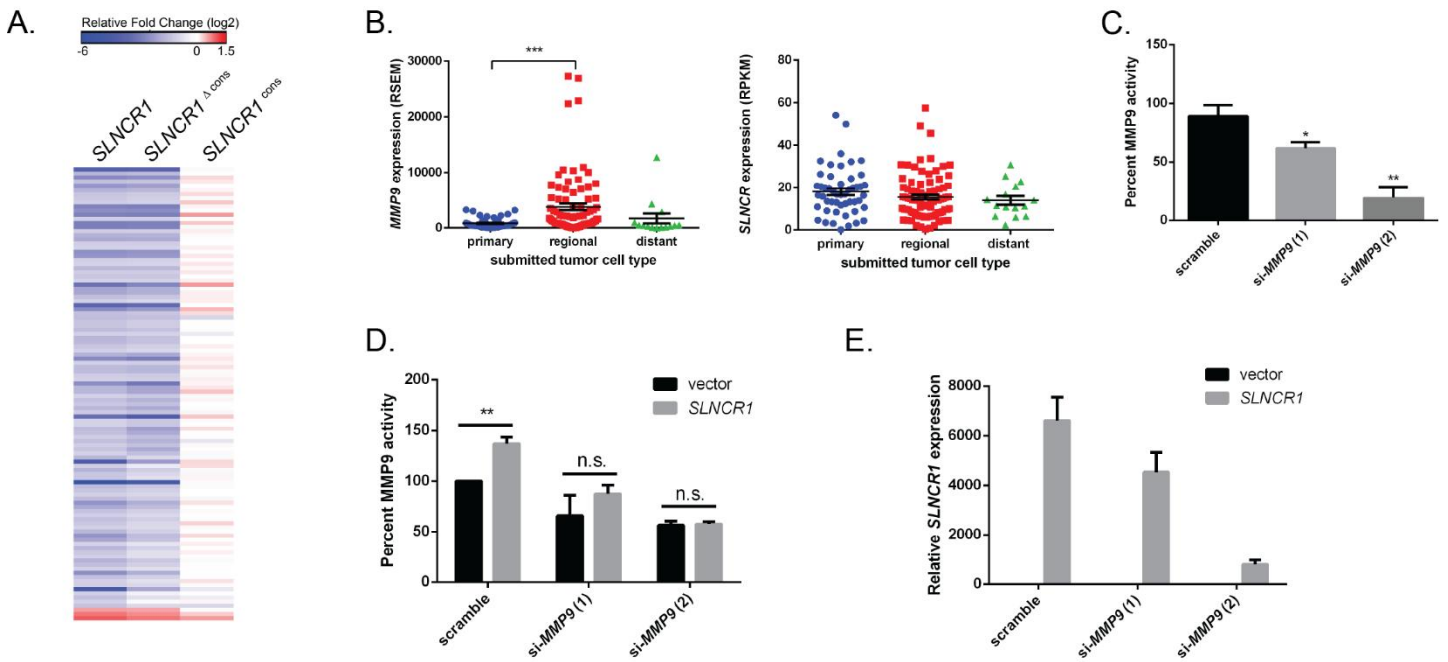 A.
Relative Fold Change (log2)
-6 0 1.5
SLNCR1
SLNCR1 Δ cons
SLNCR1 cons
B.
MMP9 expression (RSEM)
30000
20000
10000
0
***
primary regional distant
submitted tumor cell type
SLNCR expression (RPKM)
80
60
40
20
0
primary regional distant
submitted tumor cell type
C.
Percent MMP9 activity
150
100
50
0
*
**
scramble
si-MMP9 (1)
si-MMP9 (2)
D.
Percent MMP9 activity
200
150
100
50
0
vector
SLNCR1
**
n.s.
n.s.
scramble
si-MMP9 (1)
si-MMP9 (2)
E.
Relative SLNCR1 expression
8000
6000
4000
2000
0
vector
SLNCR1
scramble
si-MMP9 (1)
si-MMP9 (2)